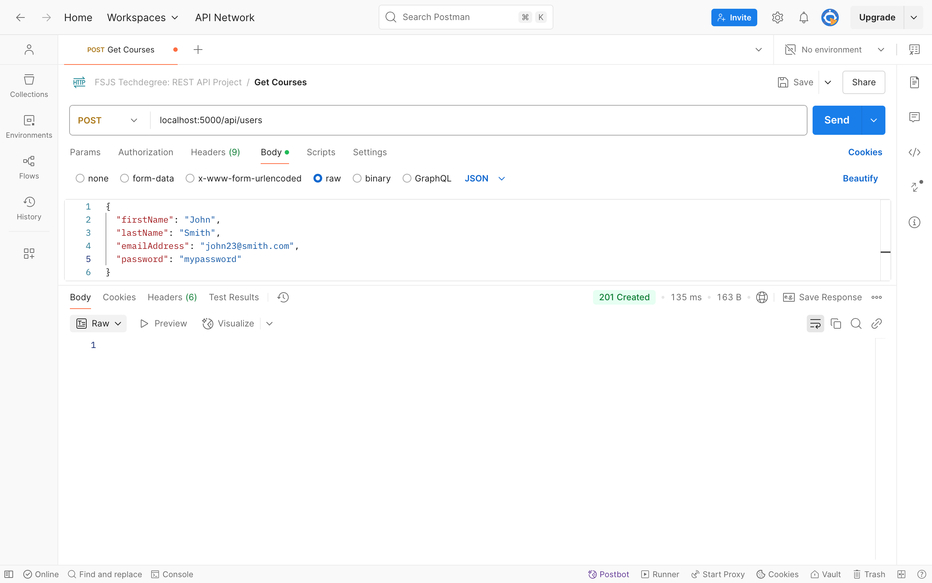 Home Workspaces API Network Search Postman ⌘ K Invite Upgrade
POST Get Courses No environment
HTTP FSJS Techdegree: REST API Project / Get Courses Save Share
POST localhost:5000/api/users Send
Params Authorization Headers (9) Body Scripts Settings Cookies
none form-data x-www-form-urlencoded raw binary GraphQL JSON Beautify
Collections
Environments
Flows
History
1 {
2 "firstName": "John",
3 "lastName": "Smith",
4 "emailAddress": "john23@smith.com",
5 "password": "mypassword"
6 }
Body Cookies Headers (6) Test Results 201 Created 135 ms 163 B Save Response
Raw Preview Visualize
1
Online Find and replace Console Postbot Runner Start Proxy Cookies Vault Trash